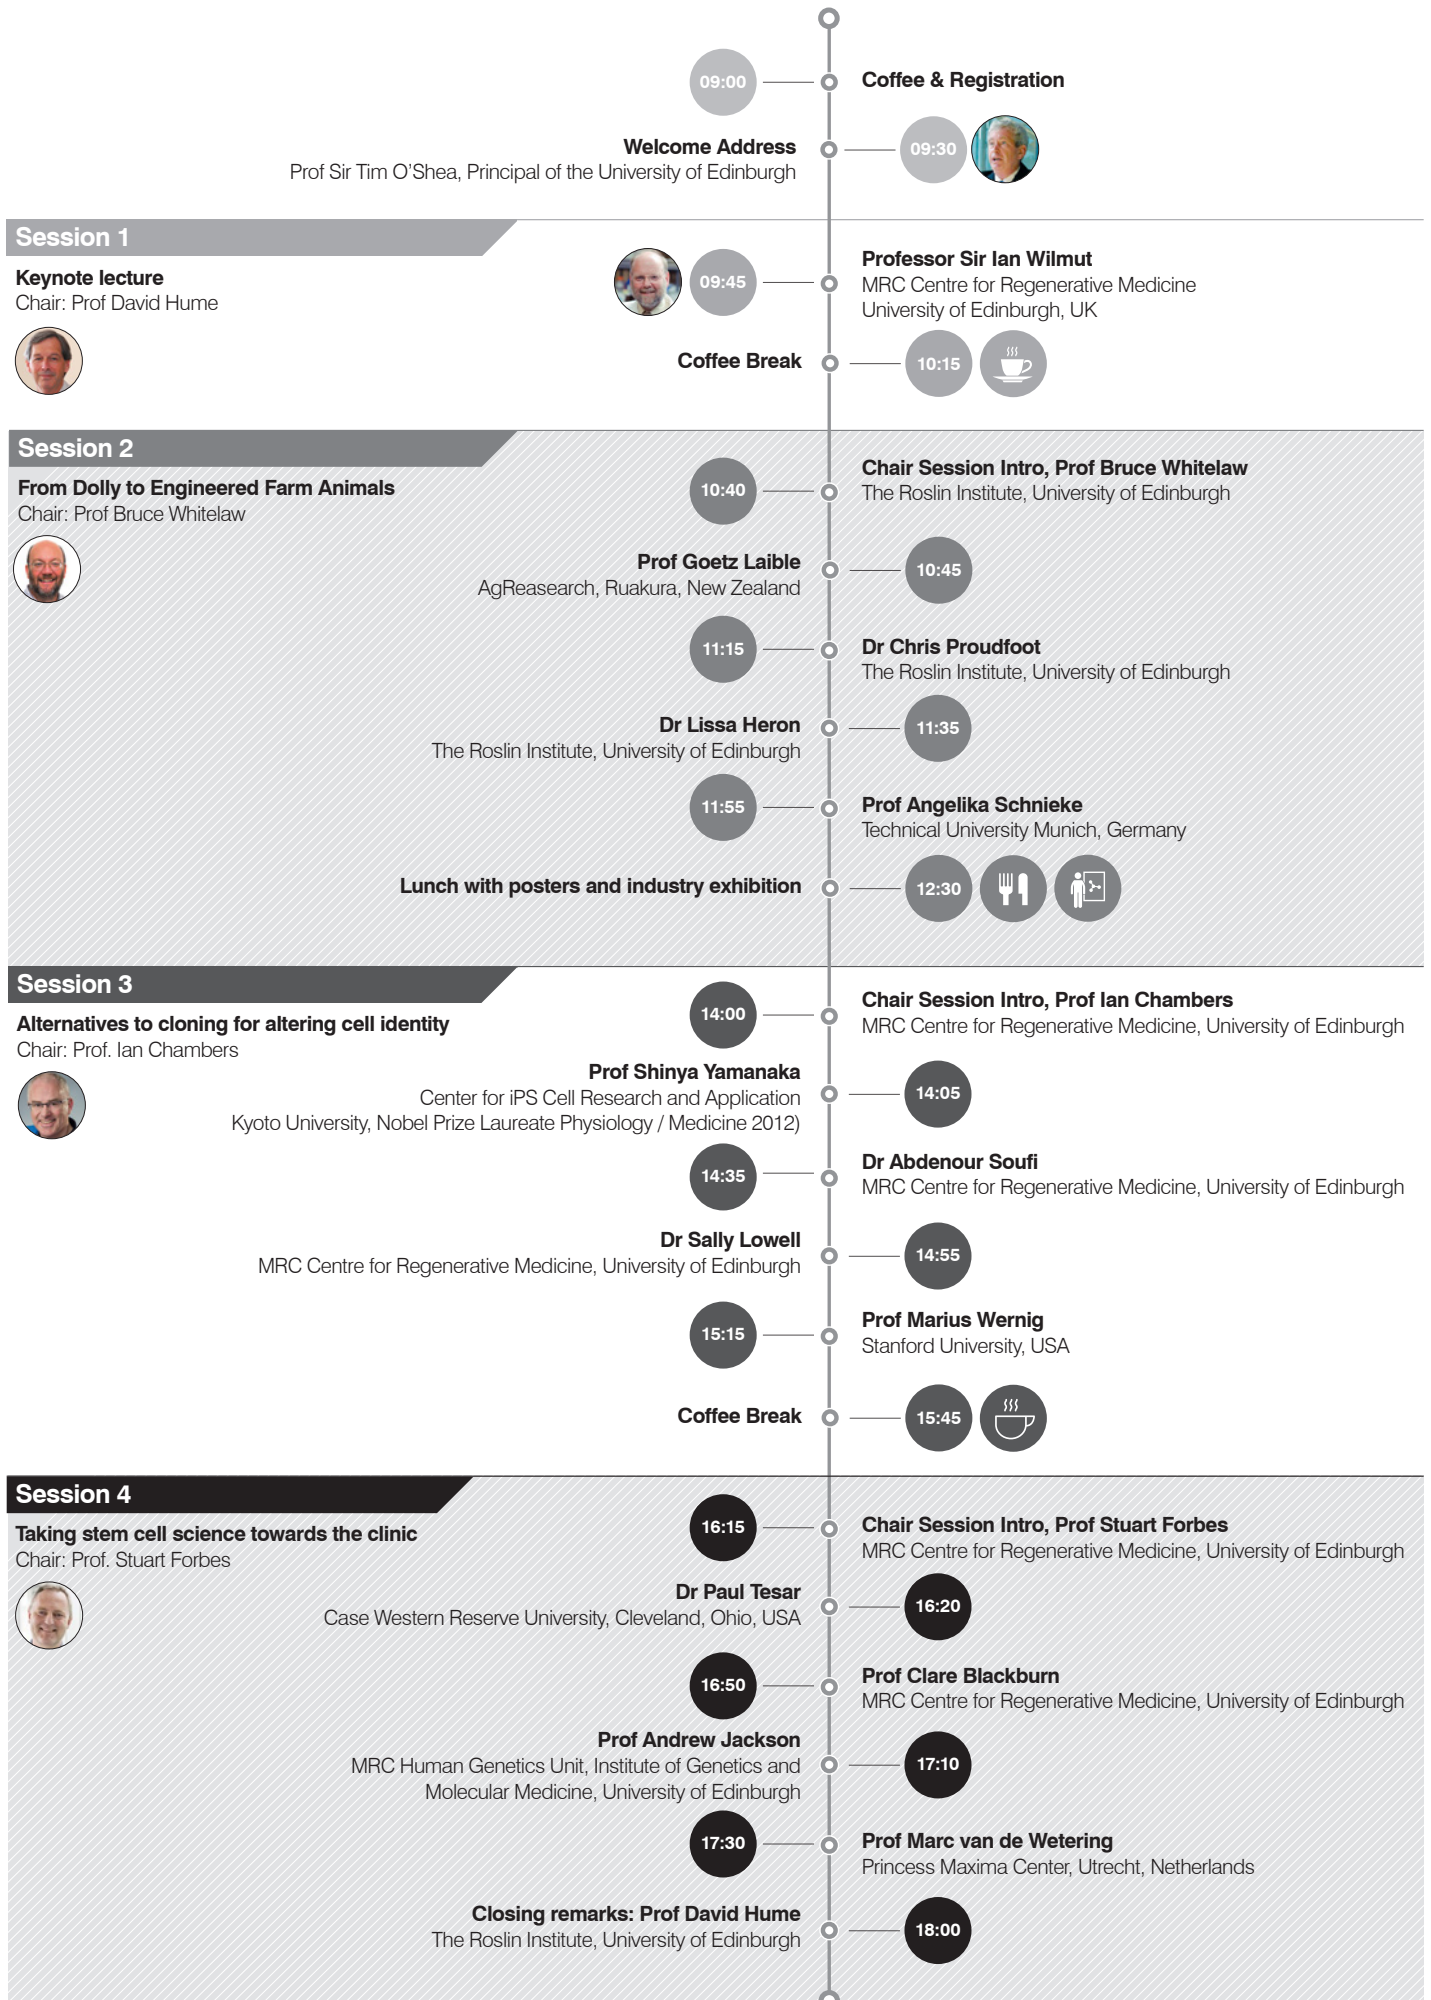 09:00
Coffee & Registration
Welcome Address
Prof Sir Tim O'Shea, Principal of the University of Edinburgh
09:30
Session 1
Keynote lecture
Chair: Prof David Hume
09:45
Professor Sir Ian Wilmut
MRC Centre for Regenerative Medicine
University of Edinburgh, UK
Coffee Break
10:15
Session 2
From Dolly to Engineered Farm Animals
Chair: Prof Bruce Whitelaw
10:40
Chair Session Intro, Prof Bruce Whitelaw
The Roslin Institute, University of Edinburgh
Prof Goetz Laible
AgReasearch, Ruakura, New Zealand
10:45
11:15
Dr Chris Proudfoot
The Roslin Institute, University of Edinburgh
Dr Lissa Heron
The Roslin Institute, University of Edinburgh
11:35
11:55
Prof Angelika Schnieke
Technical University Munich, Germany
Lunch with posters and industry exhibition
12:30
Session 3
Alternatives to cloning for altering cell identity
Chair: Prof. Ian Chambers
14:00
Chair Session Intro, Prof Ian Chambers
MRC Centre for Regenerative Medicine, University of Edinburgh
Prof Shinya Yamanaka
Center for iPS Cell Research and Application
Kyoto University, Nobel Prize Laureate Physiology / Medicine 2012)
14:05
14:35
Dr Abdenour Soufi
MRC Centre for Regenerative Medicine, University of Edinburgh
Dr Sally Lowell
MRC Centre for Regenerative Medicine, University of Edinburgh
14:55
15:15
Prof Marius Wernig
Stanford University, USA
Coffee Break
15:45
Session 4
Taking stem cell science towards the clinic
Chair: Prof. Stuart Forbes
16:15
Chair Session Intro, Prof Stuart Forbes
MRC Centre for Regenerative Medicine, University of Edinburgh
Dr Paul Tesar
Case Western Reserve University, Cleveland, Ohio, USA
16:20
16:50
Prof Clare Blackburn
MRC Centre for Regenerative Medicine, University of Edinburgh
Prof Andrew Jackson
MRC Human Genetics Unit, Institute of Genetics and
Molecular Medicine, University of Edinburgh
17:10
17:30
Prof Marc van de Wetering
Princess Maxima Center, Utrecht, Netherlands
Closing remarks: Prof David Hume
The Roslin Institute, University of Edinburgh
18:00